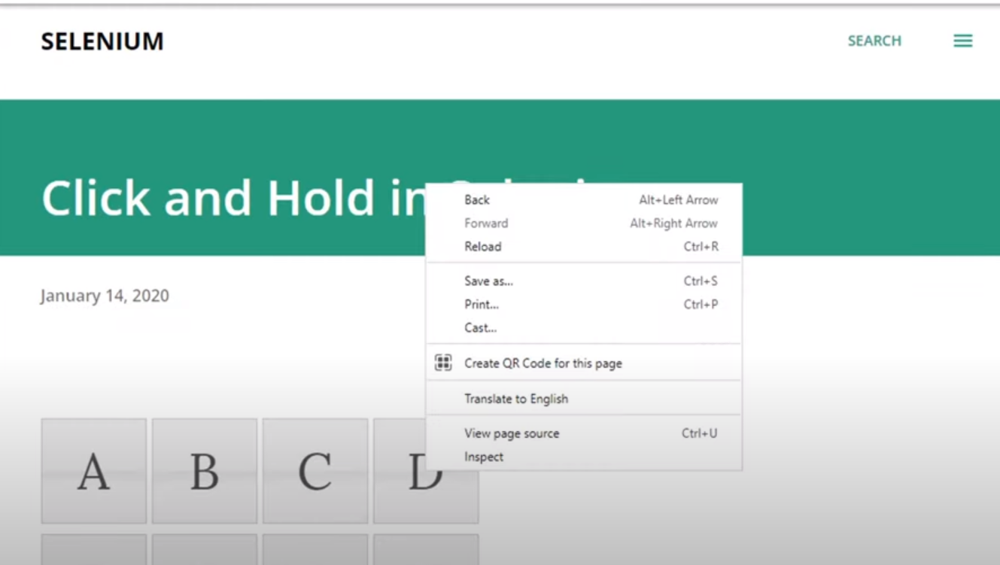 SELENIUM
SEARCH
Click and Hold in
Back Alt+Left Arrow
Forward Alt+Right Arrow
Reload Ctrl+R
Save as... Ctrl+S
Print... Ctrl+P
Cast...
Create QR Code for this page
Translate to English
View page source Ctrl+U
Inspect
January 14, 2020
A B C D